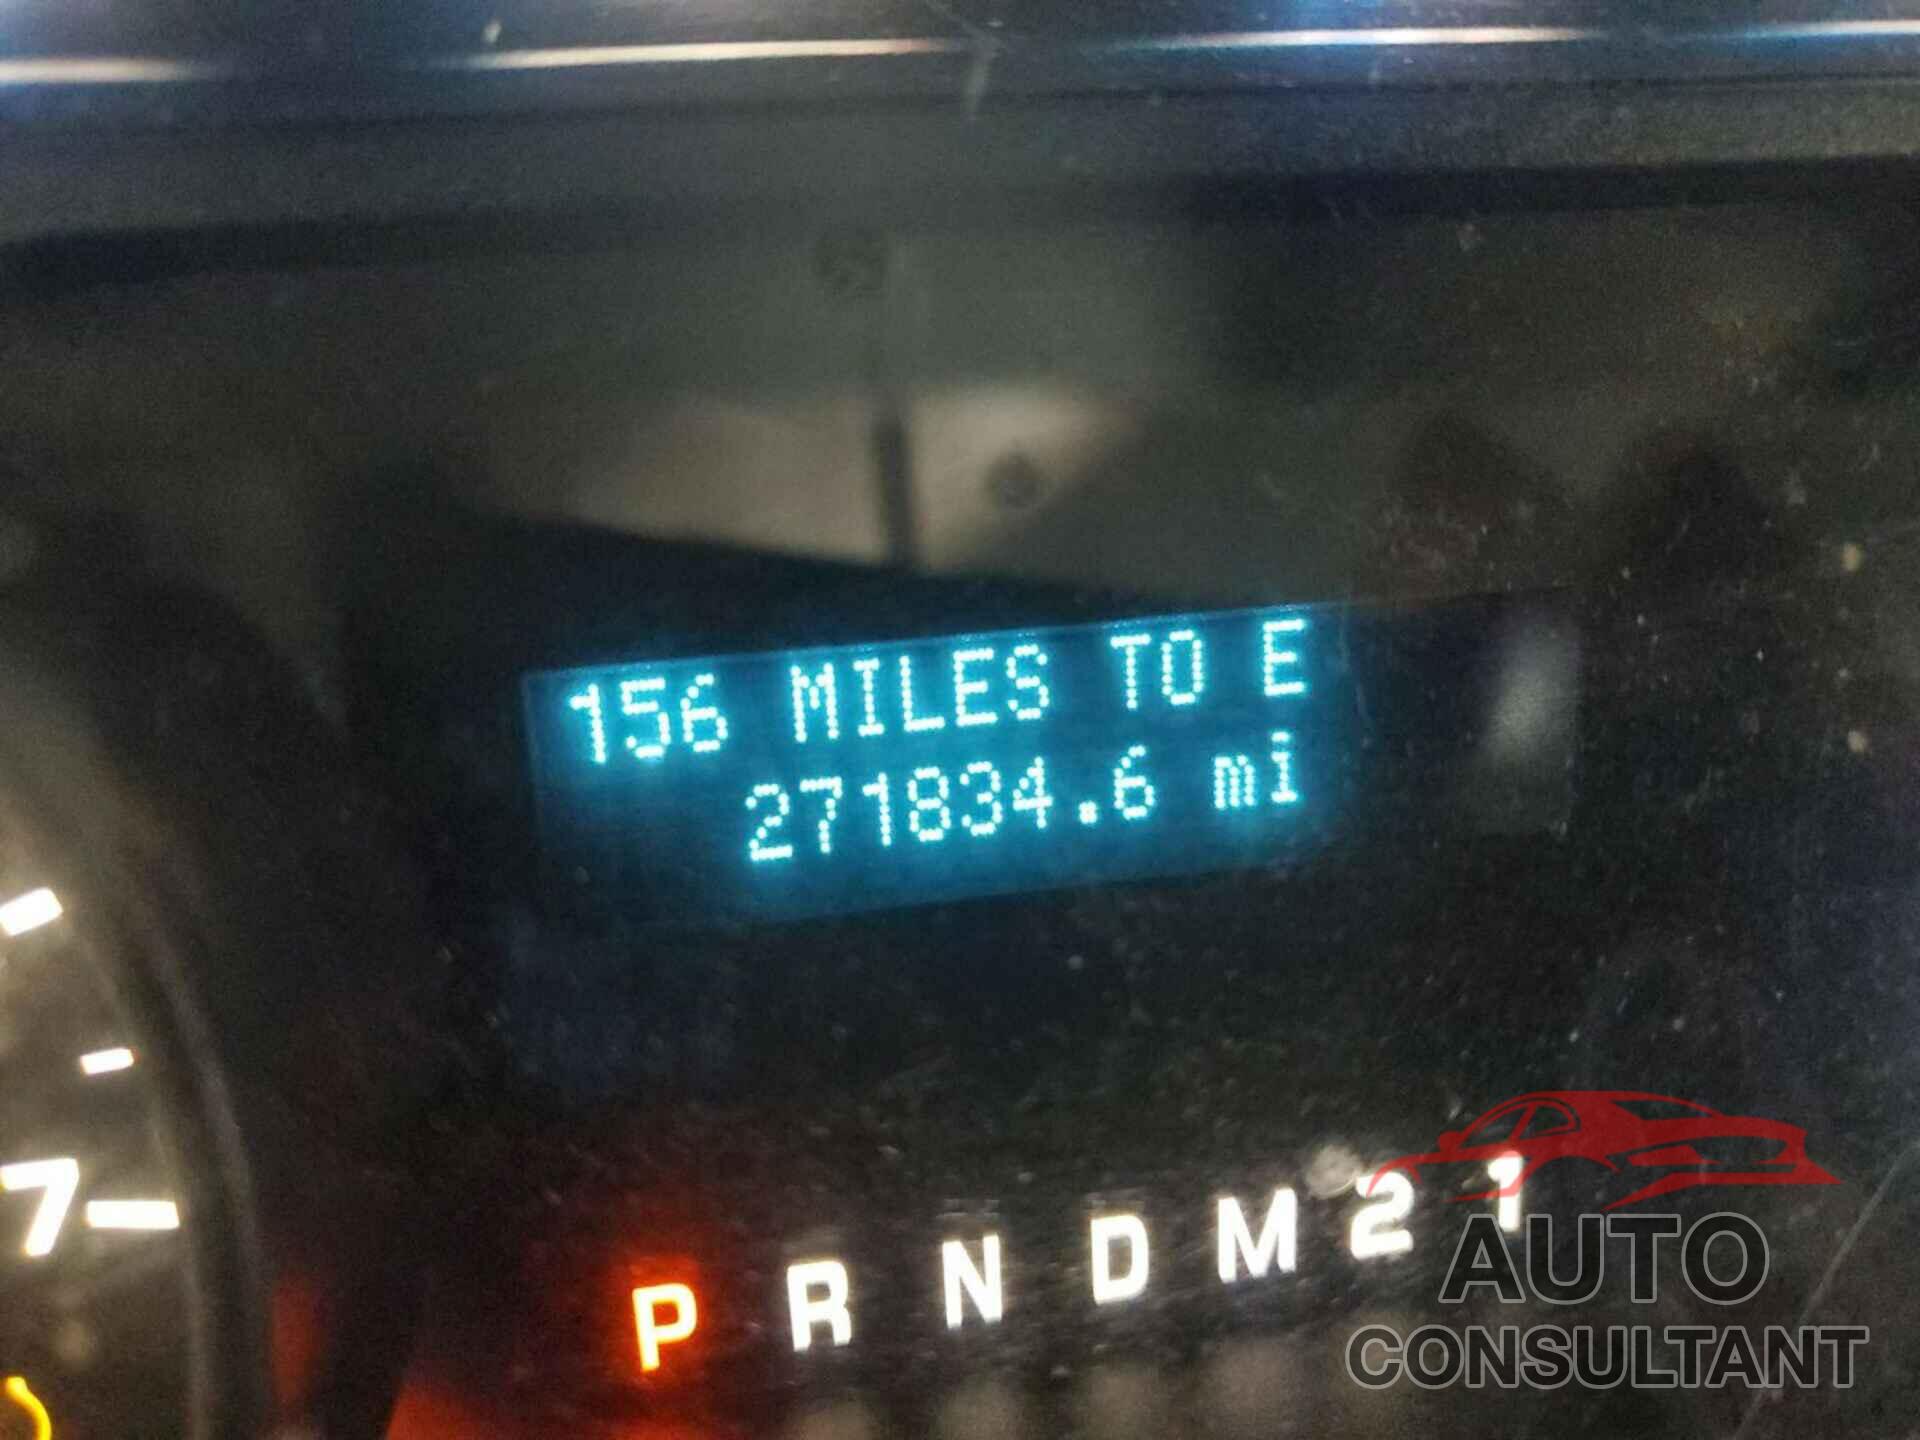 156 MILES TO E
271834.6 mi
7
P R N D M 2 1
AUTO
CONSULTANT